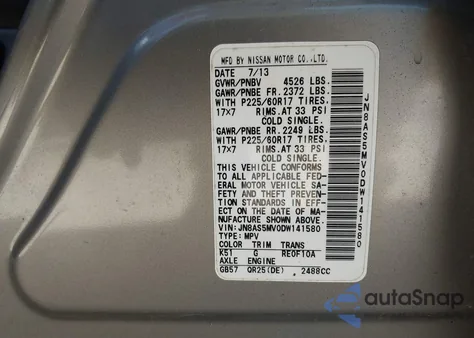 MFD BY NISSAN MOTOR CO.,LTD.
DATE 7/13
GVWR/PNBV 4526 LBS.
GAWR/PNBE FR. 2372 LBS.
WITH P225/60R17 TIRES,
17x7 RIMS.AT 33 PSI
COLD SINGLE.
GAWR/PNBE RR. 2249 LBS.
WITH P225/60R17 TIRES,
17x7 RIMS.AT 33 PSI
COLD SINGLE.
THIS VEHICLE CONFORMS
TO ALL APPLICABLE FED-
ERAL MOTOR VEHICLE SA-
FETY AND THEFT PREVENTION
STANDARDS IN EFF-
ECT ON THE DATE OF MA-
NUFACTURE SHOWN ABOVE.
VIN:JN8AS5MV0DW141580
TYPE:MPV
COLOR TRIM TRANS
K51 G RE0F10A
AXLE ENGINE
GB57 QR25(DE) 2488CC
JN8AS5MV0DW141580
autoSnap